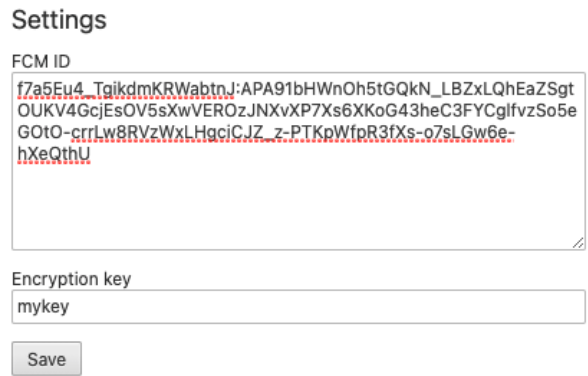 Settings
FCM ID
f7a5Eu4_TgikdmKRWabtnJ:APA91bHWnOh5tGQkN_LBZxLQhEaZSgt
OUKV4GcjEsOV5sXwVEROzJNXvXP7Xs6XKoG43heC3FYCglfvzSo5e
GOtO-crrLw8RVzWxLHgciCJZ_z-PTKpWfpR3fXs-o7sLGw6e-
hXeQthU
Encryption key
mykey
Save